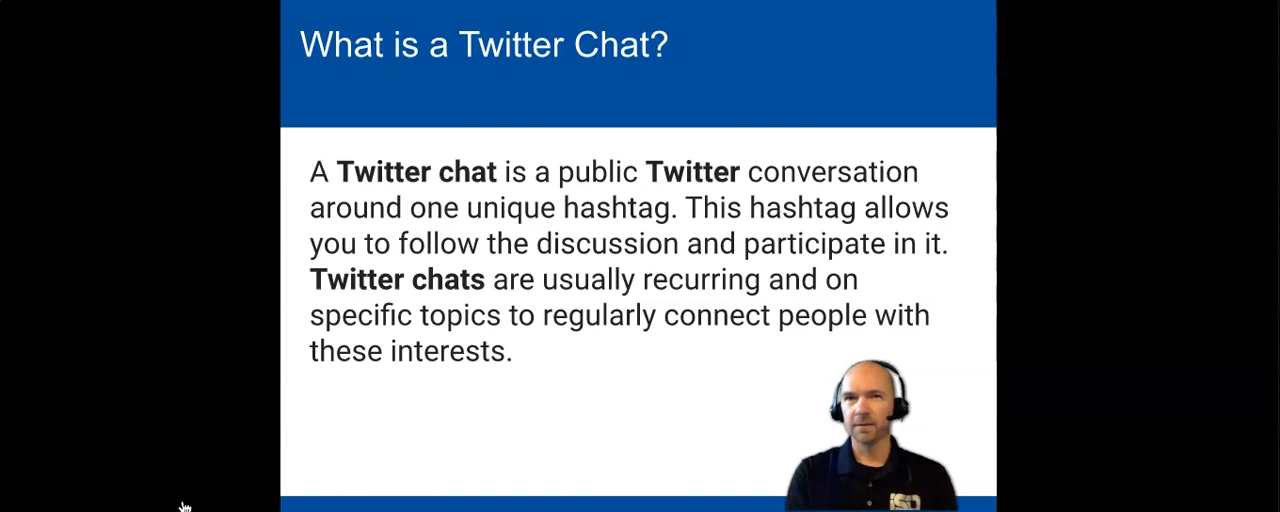 What is a Twitter Chat?
A Twitter chat is a public Twitter conversation
around one unique hashtag. This hashtag allows
you to follow the discussion and participate in it.
Twitter chats are usually recurring and on
specific topics to regularly connect people with
these interests.